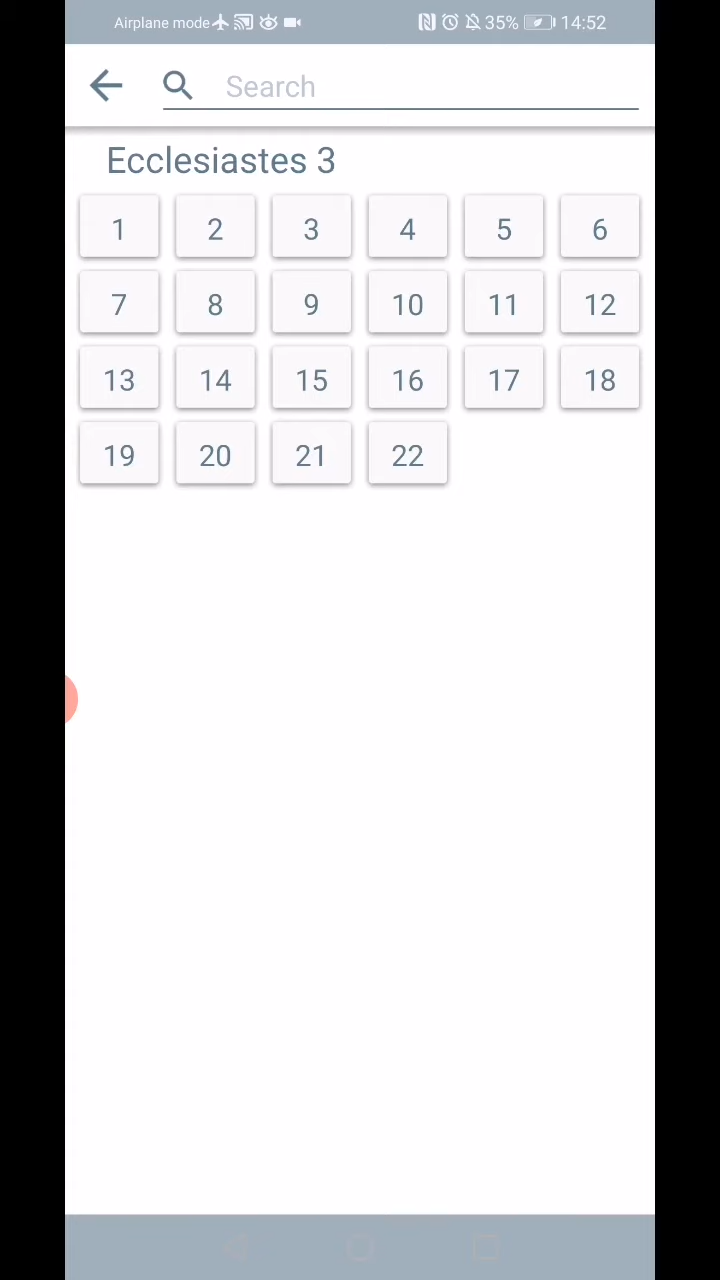 Airplane mode 35% 14:52
Search
Ecclesiastes 3
1 2 3 4 5 6
7 8 9 10 11 12
13 14 15 16 17 18
19 20 21 22